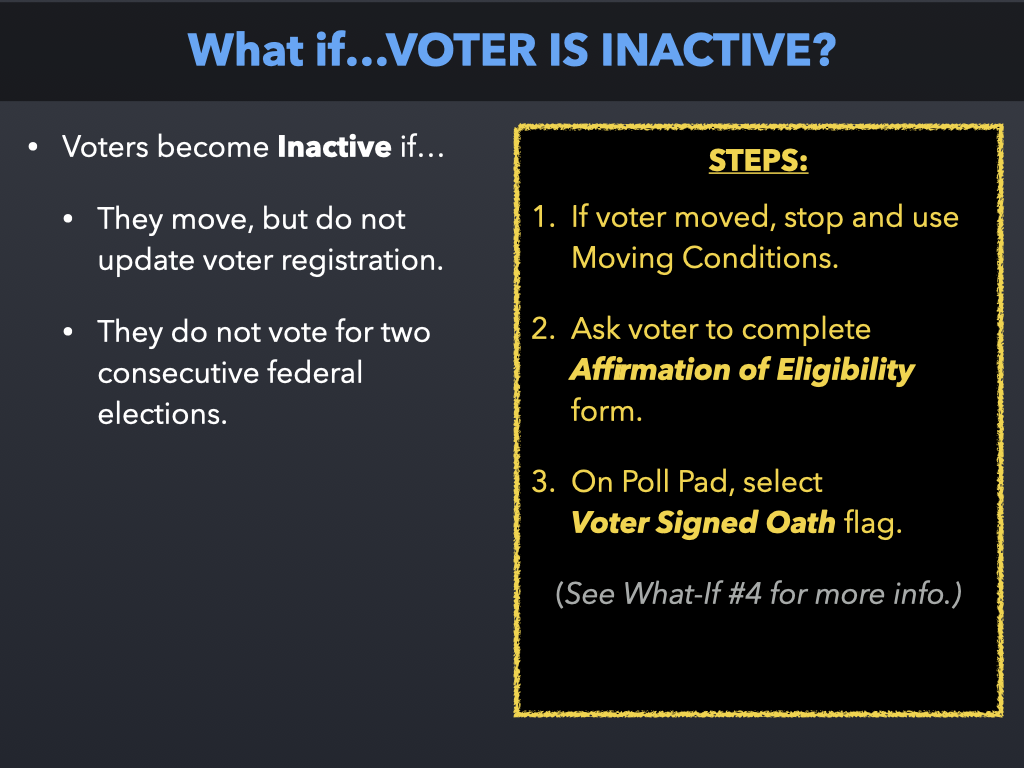 What if...VOTER IS INACTIVE?
• Voters become Inactive if…
• They move, but do not
update voter registration.
• They do not vote for two
consecutive federal
elections.
STEPS:
1. If voter moved, stop and use
Moving Conditions.
2. Ask voter to complete
Affirmation of Eligibility
form.
3. On Poll Pad, select
Voter Signed Oath flag.
(See What-If #4 for more info.)